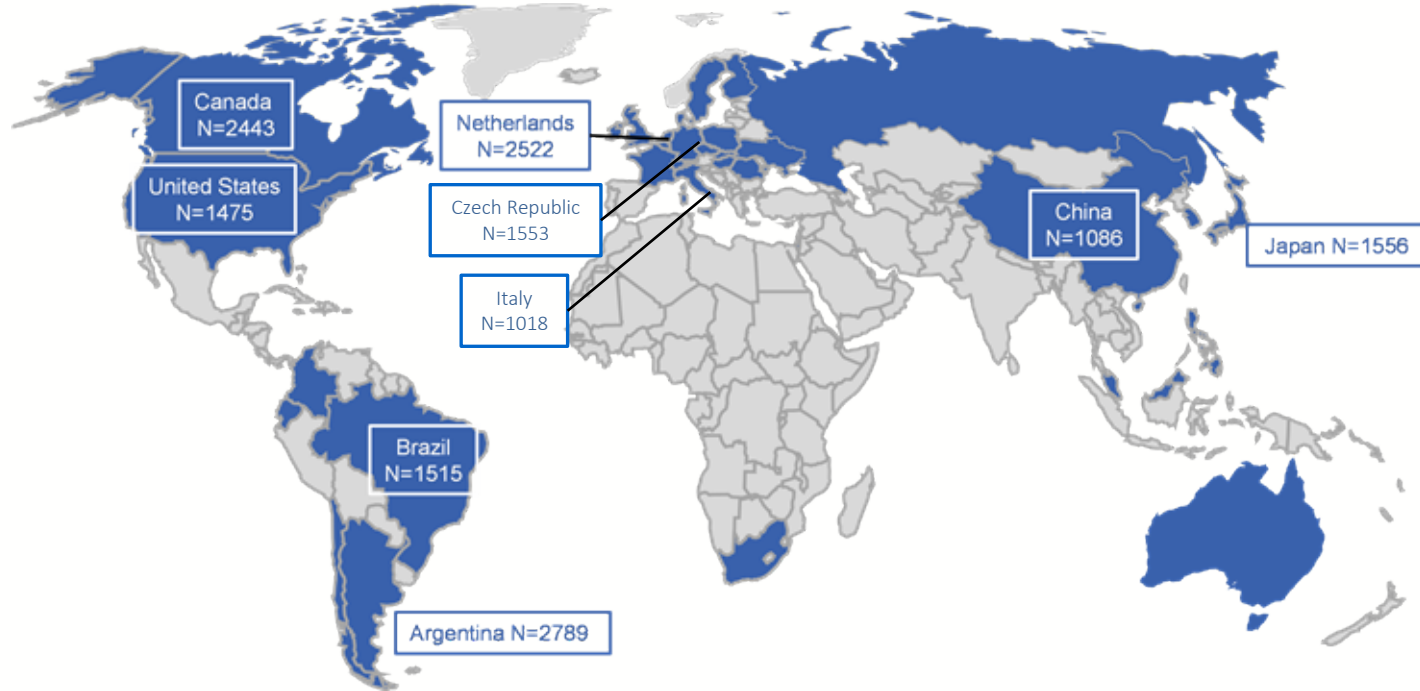 Canada
N=2443
United States
N=1475
Netherlands
N=2522
Czech Republic
N=1553
Italy
N=1018
China
N=1086
Japan N=1556
Brazil
N=1515
Argentina N=2789